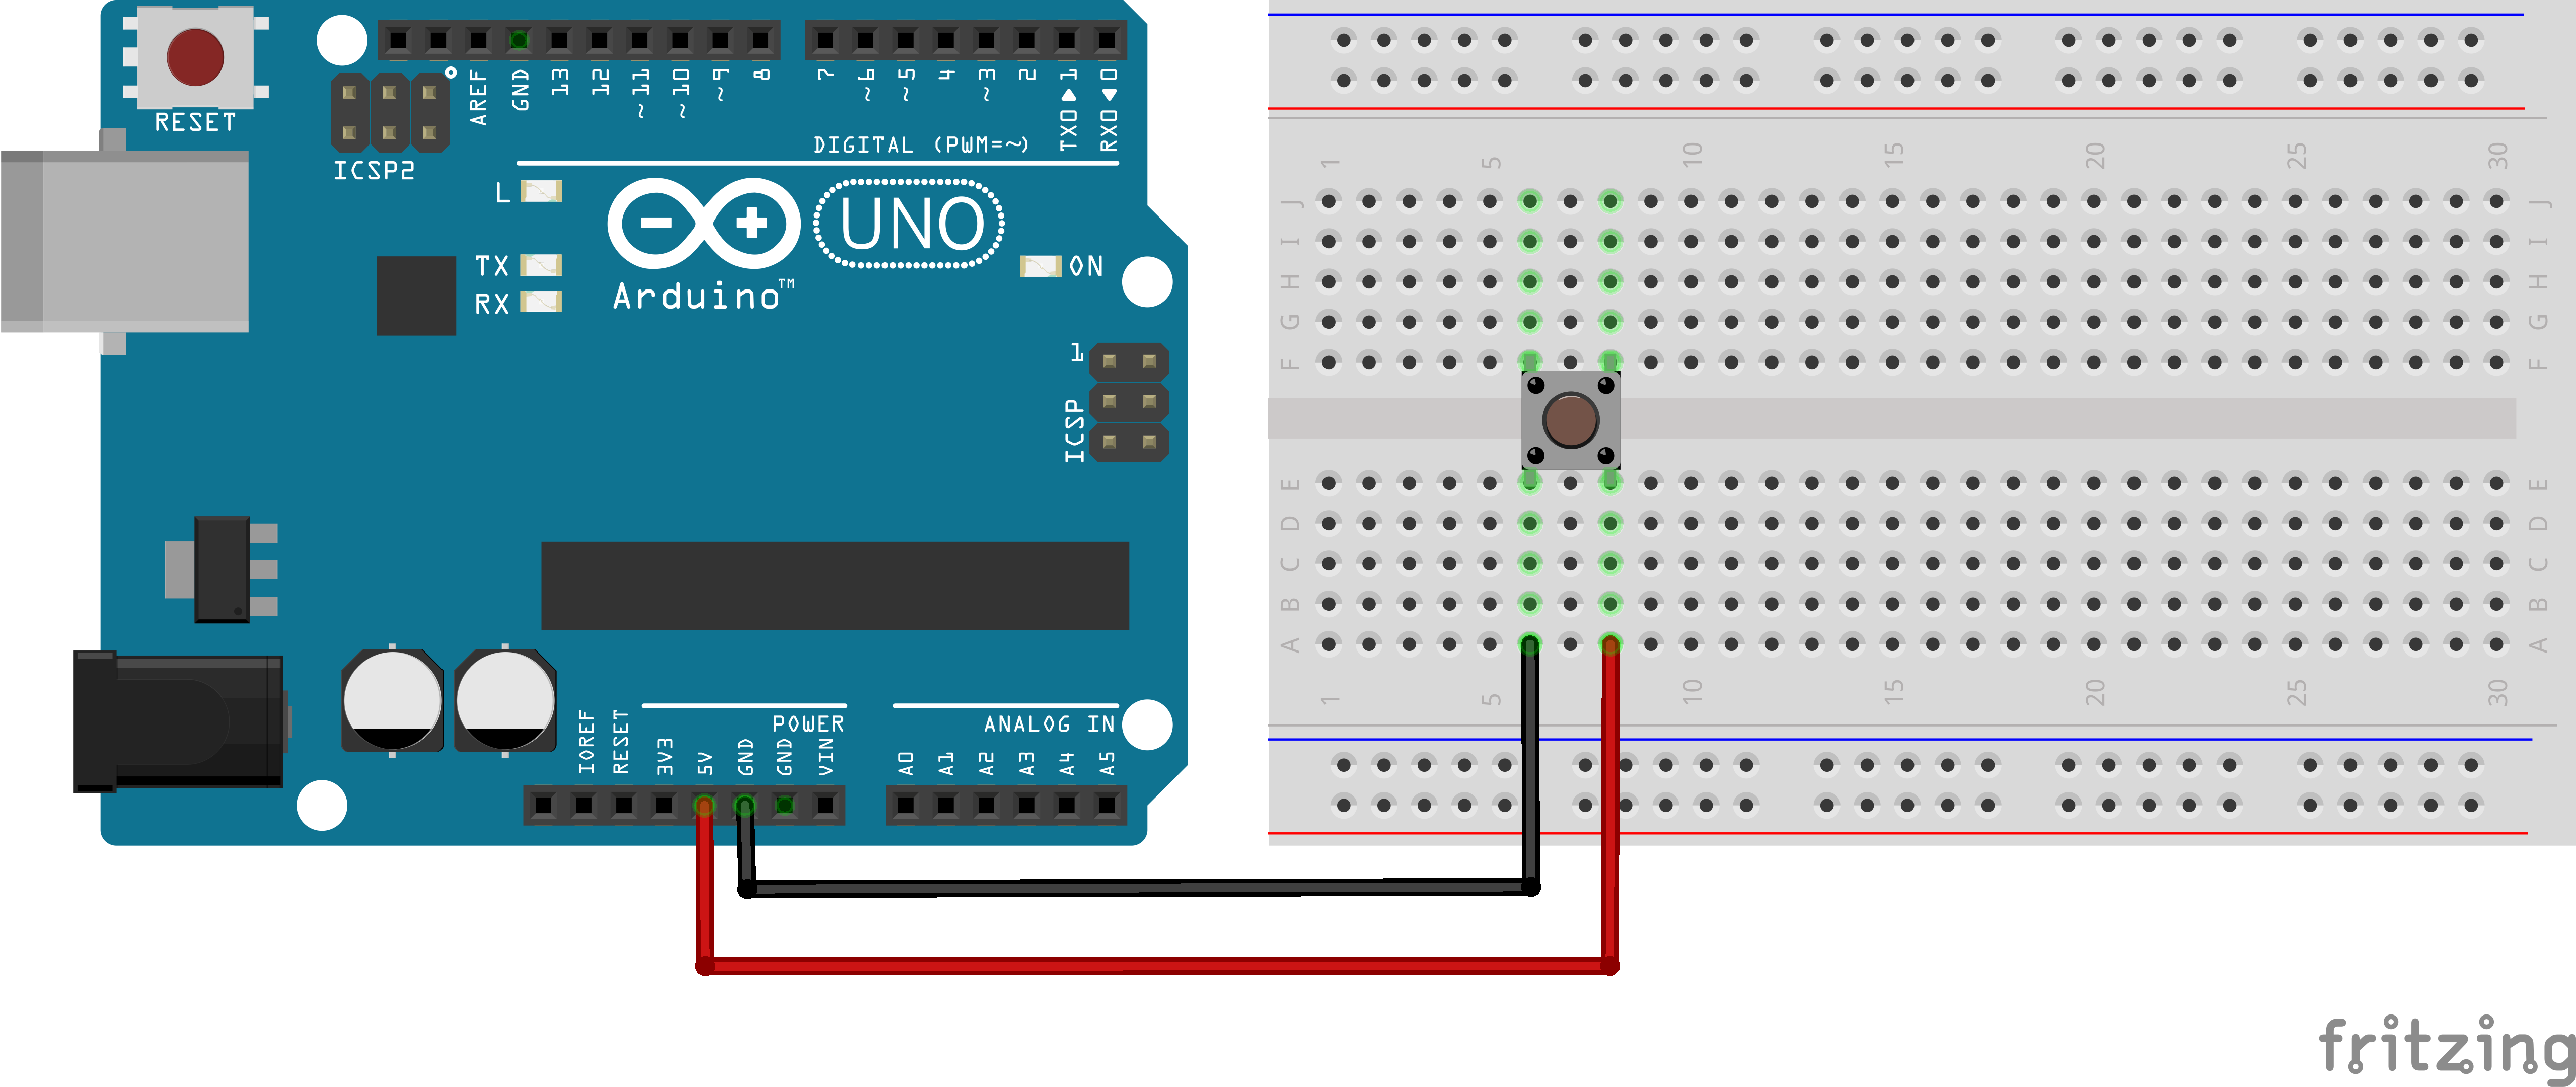 RESET
ICSP2
AREF
GND
13
12
~11
~10
~9
8
7
~6
~5
4
~3
2
TX0▶1
RX0◀0
DIGITAL (PWM=~)
L
TX
RX
UNO
Arduino™
ON
1
ICSP
IOREF
RESET
3V3
5V
GND
GND
VIN
POWER
A0
A1
A2
A3
A4
A5
ANALOG IN
1 5 10 15 20 25 30
J J
I I
H H
G G
F F
E E
D D
C C
B B
A A
1 5 10 15 20 25 30
fritzing